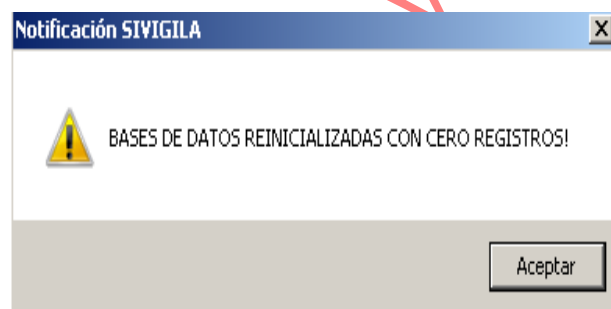 Notificación SIVIGILA
BASES DE DATOS REINICIALIZADAS CON CERO REGISTROS!
Aceptar